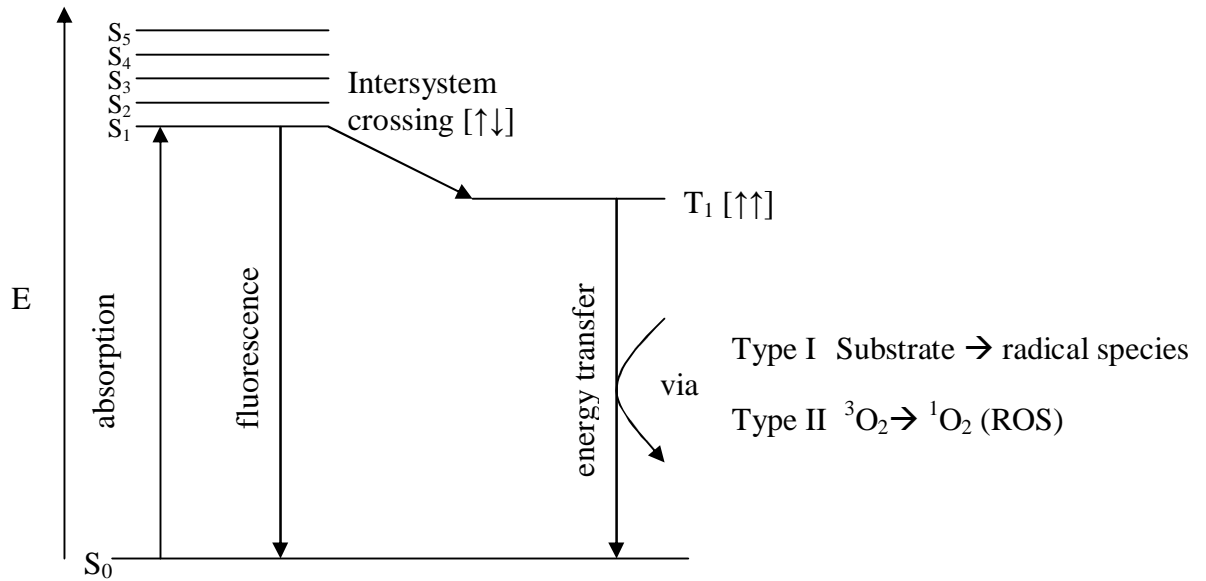 S₅
S₄
S₃
S₂
S₁
Intersystem
crossing [↑↓]
T₁ [↑↑]
E
absorption
fluorescence
energy transfer
via
Type I Substrate → radical species
Type II ³O₂→ ¹O₂ (ROS)
S₀